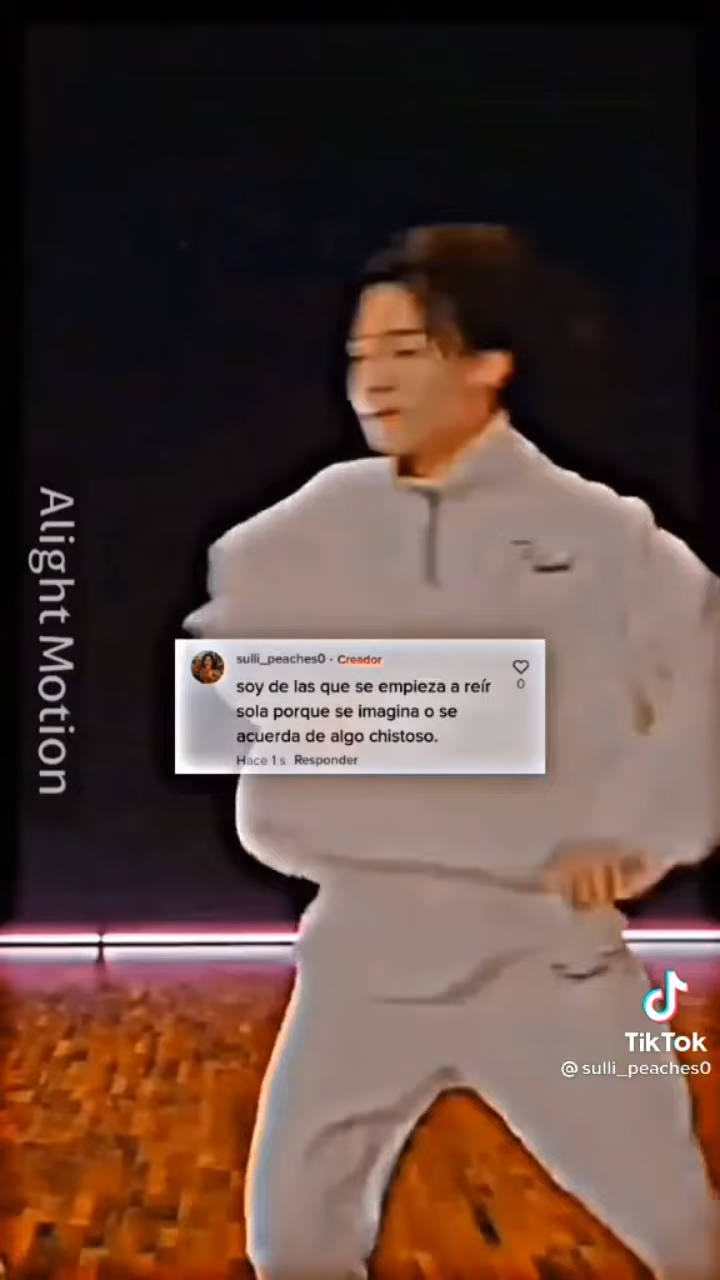 Alight Motion
sulli_peaches0 · Creador
soy de las que se empieza a reír
sola porque se imagina o se
acuerda de algo chistoso.
0
Hace 1 s Responder
TikTok
@sulli_peaches0